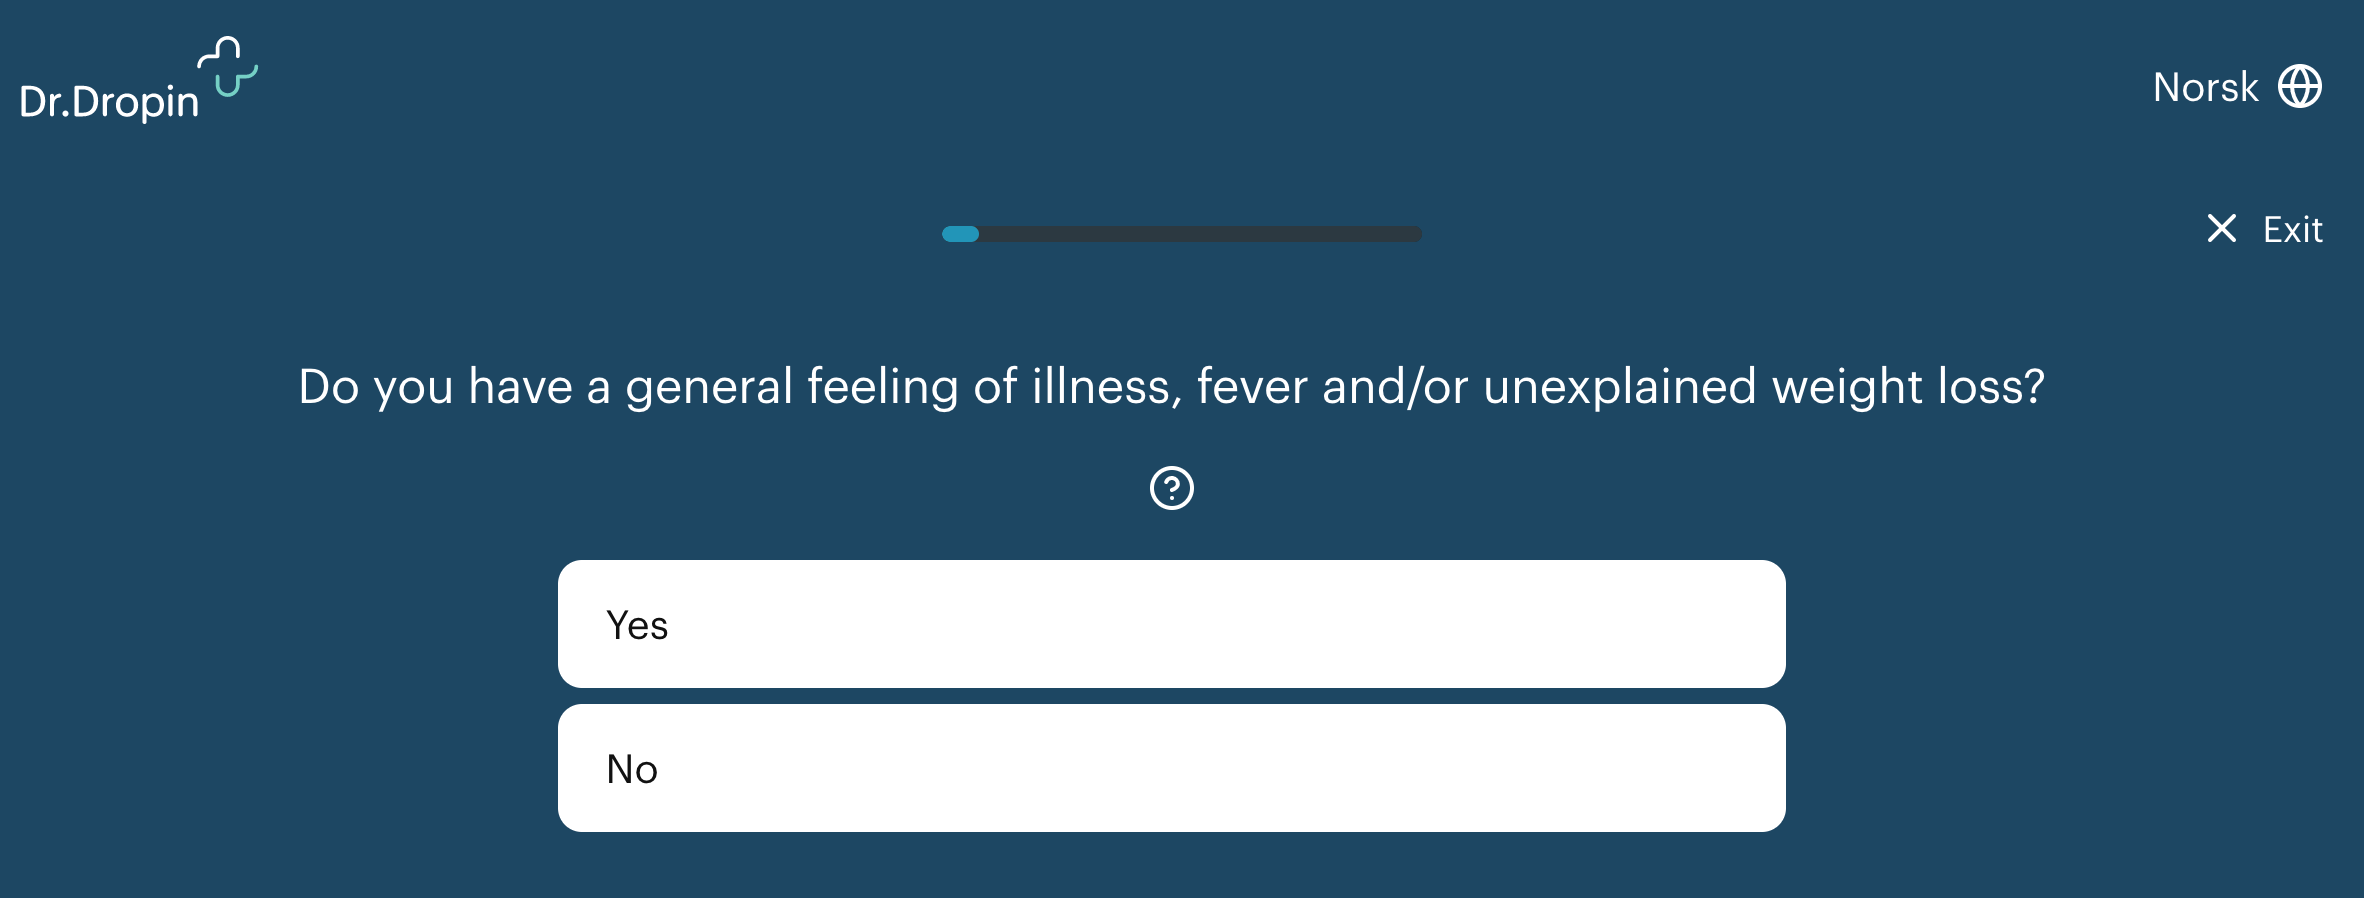 Dr.Dropin
Norsk
Exit
Do you have a general feeling of illness, fever and/or unexplained weight loss?
?
Yes
No